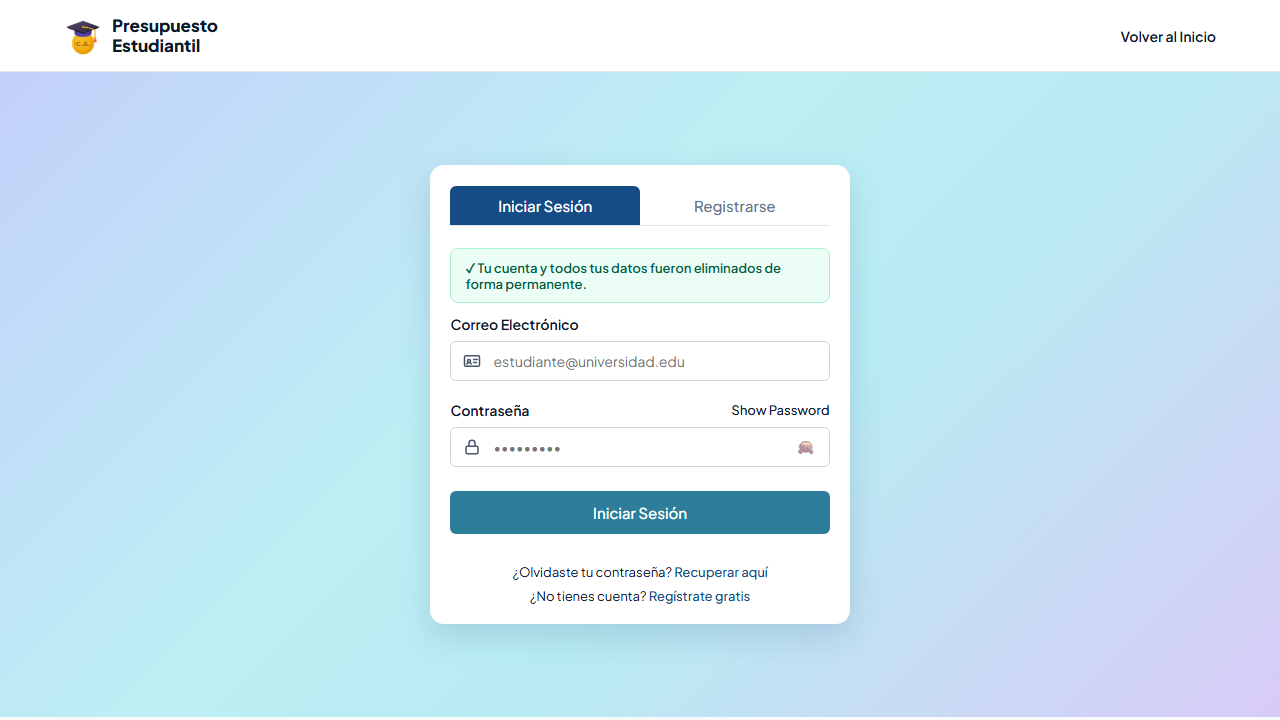 Presupuesto
Estudiantil
Volver al Inicio
Iniciar Sesión
Registrarse
✓ Tu cuenta y todos tus datos fueron eliminados de
forma permanente.
Correo Electrónico
estudiante@universidad.edu
Contraseña
Show Password
•••••••••
Iniciar Sesión
¿Olvidaste tu contraseña? Recuperar aquí
¿No tienes cuenta? Regístrate gratis